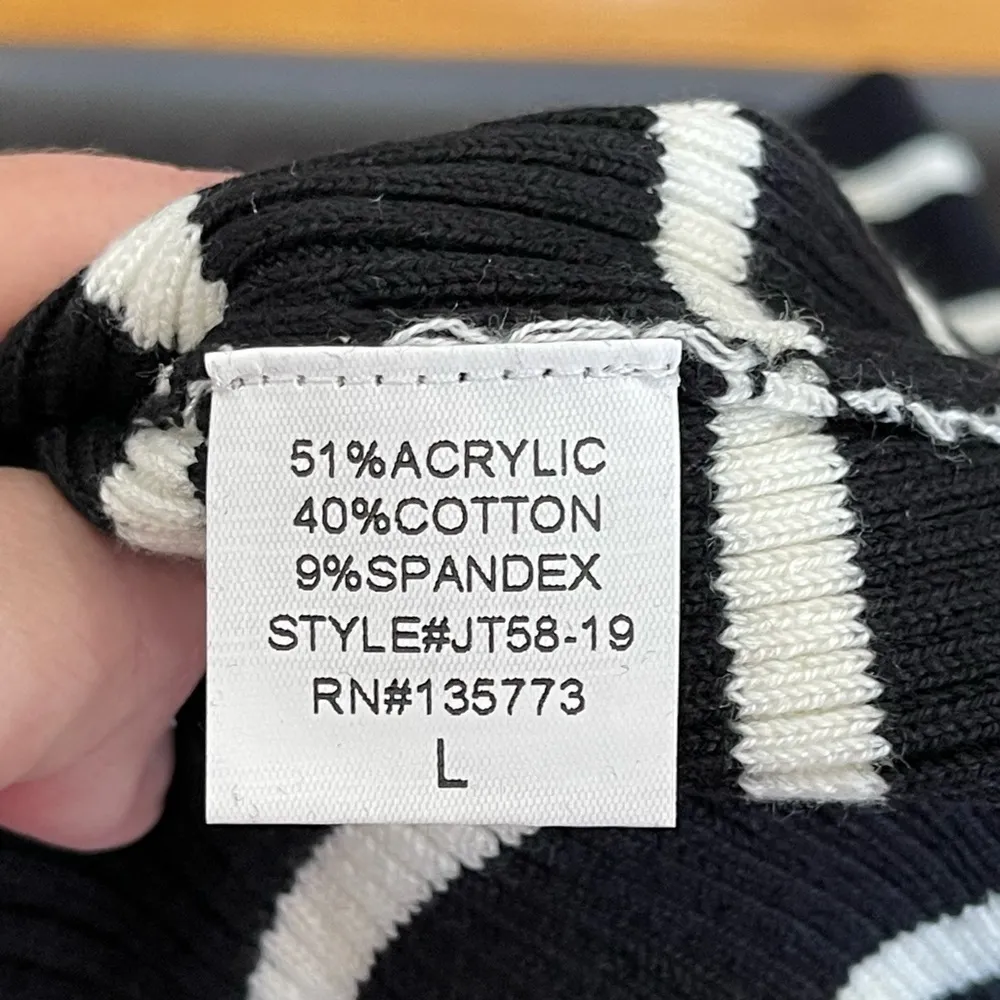 51%ACRYLIC
40%COTTON
9%SPANDEX
STYLE#JT58-19
RN#135773
L